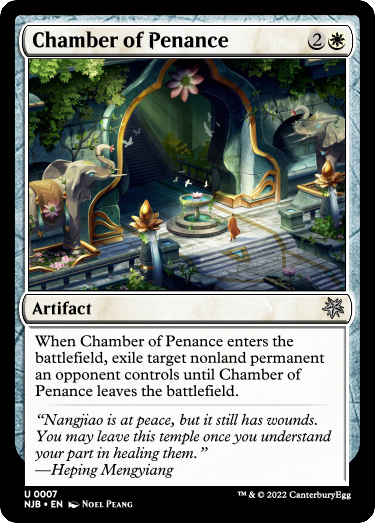 Chamber of Penance 2
Artifact
When Chamber of Penance enters the
battlefield, exile target nonland permanent
an opponent controls until Chamber of
Penance leaves the battlefield.
“Nangjiao is at peace, but it still has wounds.
You may leave this temple once you understand
your part in healing them.”
—Heping Mengyiang
U 0007
NJB • EN Noel Peang
™ & © 2022 CanterburyEgg